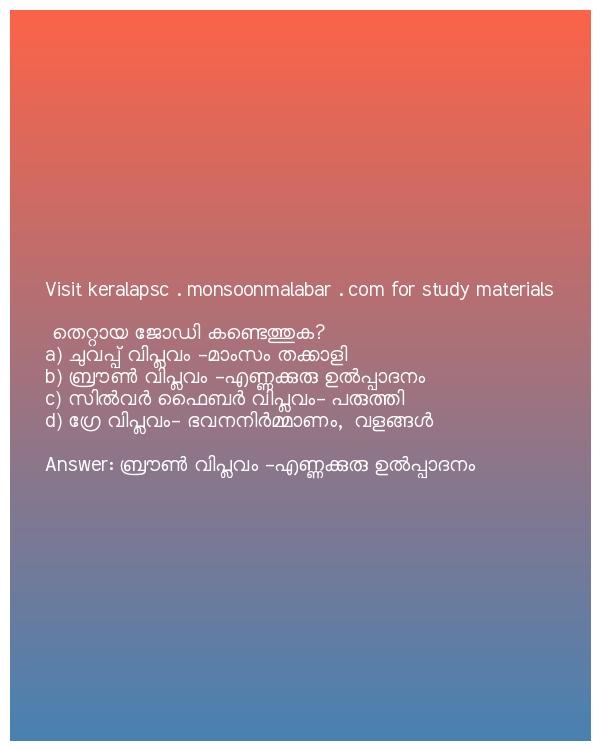 Visit keralapsc . monsoonmalabar . com for study materials
തെറ്റായ ജോഡി കണ്ടെത്തുക?
a) ചുവപ്പ് വിപ്ലവം -മാംസം തക്കാളി
b) ബ്രൗൺ വിപ്ലവം -എണ്ണക്കുരു ഉൽപ്പാദനം
c) സിൽവർ ഫൈബർ വിപ്ലവം- പരുത്തി
d) ഗ്രേ വിപ്ലവം- ഭവനനിർമ്മാണം, വളങ്ങൾ
Answer: ബ്രൗൺ വിപ്ലവം -എണ്ണക്കുരു ഉൽപ്പാദനം